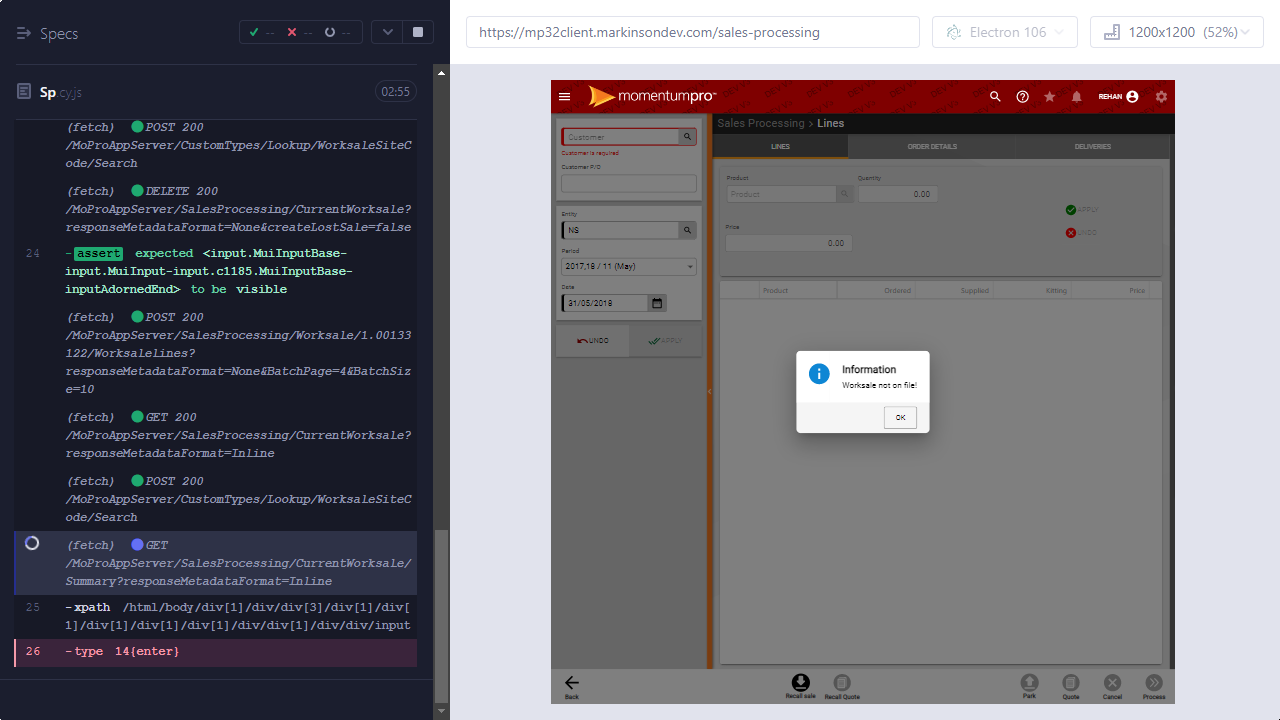 Specs
-- -- --
https://mp32client.markinsondev.com/sales-processing
Electron 106
1200x1200 (52%)
Sp.cy.js
02:55
(fetch) POST 200
/MoProAppServer/CustomTypes/Lookup/WorksaleSiteC
ode/Search
(fetch) DELETE 200
/MoProAppServer/SalesProcessing/CurrentWorksale?
responseMetadataFormat=None&createLostSale=false
24 -assert expected <input.MuiInputBase-
input.MuiInput-input.c1185.MuiInputBase-
inputAdornedEnd> to be visible
(fetch) POST 200
/MoProAppServer/SalesProcessing/Worksale/1.00133
122/Worksalelines?
responseMetadataFormat=None&BatchPage=4&BatchSiz
e=10
(fetch) GET 200
/MoProAppServer/SalesProcessing/CurrentWorksale?
responseMetadataFormat=Inline
(fetch) POST 200
/MoProAppServer/CustomTypes/Lookup/WorksaleSiteC
ode/Search
(fetch) GET
/MoProAppServer/SalesProcessing/CurrentWorksale/
Summary?responseMetadataFormat=Inline
25 -xpath /html/body/div[1]/div/div[3]/div[1]/div[
1]/div[1]/div[1]/div[1]/div/div[1]/div/div/input
26 -type 14{enter}
momentumpro
REHAN
Customer
Customer is required
Customer P/O
Entity
NS
Period
2017,18 / 11 (May)
Date
31/05/2018
UNDO
APPLY
Sales Processing > Lines
LINES
ORDER DETAILS
DELIVERIES
Product
Quantity
Product
0.00
APPLY
Price
UNDO
0.00
Product
Ordered
Supplied
Kitting
Price
Information
Worksale not on file!
OK
Back
Recall sale
Recall Quote
Park
Quote
Cancel
Process